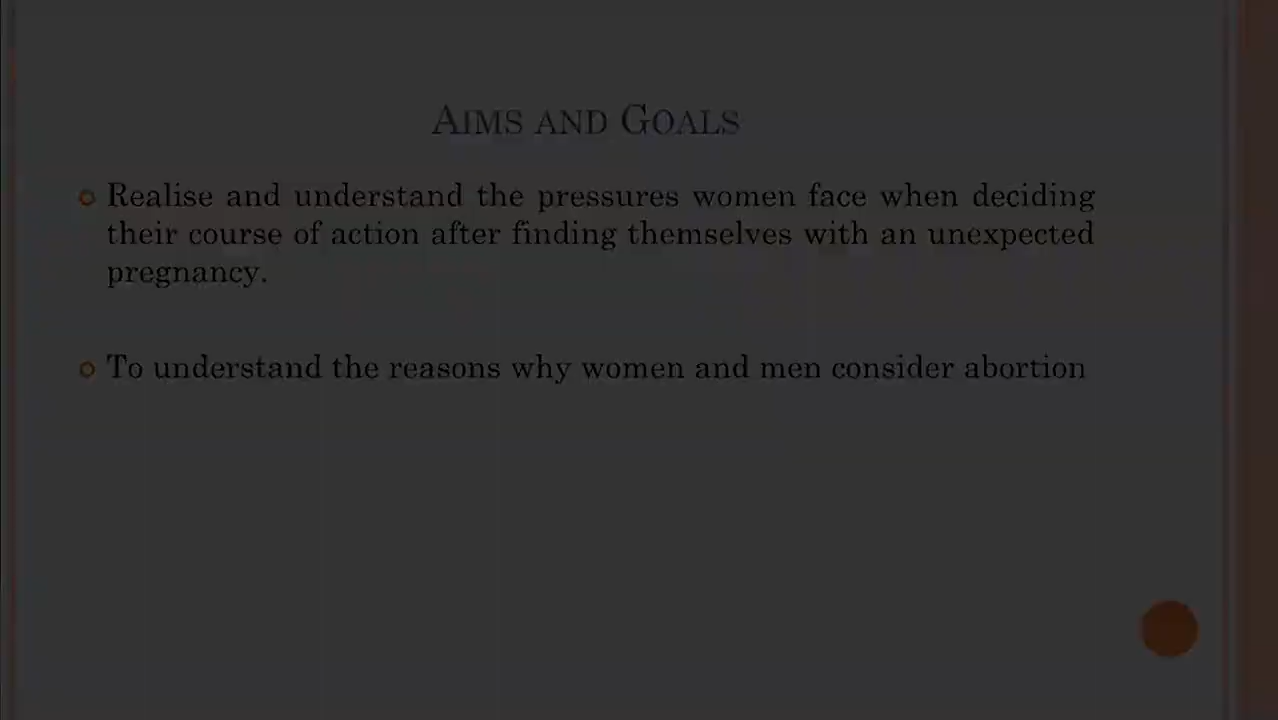 Aims and Goals
Realise and understand the pressures women face when deciding
their course of action after finding themselves with an unexpected
pregnancy.
To understand the reasons why women and men consider abortion